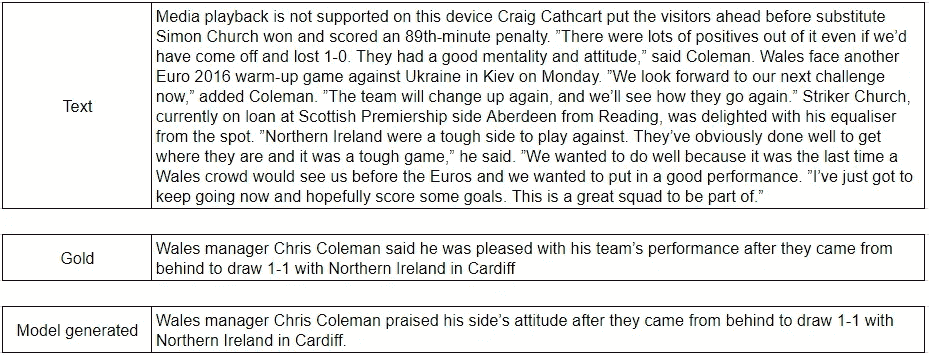 Text
Media playback is not supported on this device Craig Cathcart put the visitors ahead before substitute
Simon Church won and scored an 89th-minute penalty. ”There were lots of positives out of it even if we’d
have come off and lost 1-0. They had a good mentality and attitude,” said Coleman. Wales face another
Euro 2016 warm-up game against Ukraine in Kiev on Monday. ”We look forward to our next challenge
now,” added Coleman. ”The team will change up again, and we’ll see how they go again.” Striker Church,
currently on loan at Scottish Premiership side Aberdeen from Reading, was delighted with his equaliser
from the spot. ”Northern Ireland were a tough side to play against. They’ve obviously done well to get
where they are and it was a tough game,” he said. ”We wanted to do well because it was the last time a
Wales crowd would see us before the Euros and we wanted to put in a good performance. ”I’ve just got to
keep going now and hopefully score some goals. This is a great squad to be part of.”
Gold
Wales manager Chris Coleman said he was pleased with his team’s performance after they came from
behind to draw 1-1 with Northern Ireland in Cardiff
Model generated
Wales manager Chris Coleman praised his side’s attitude after they came from behind to draw 1-1 with
Northern Ireland in Cardiff.